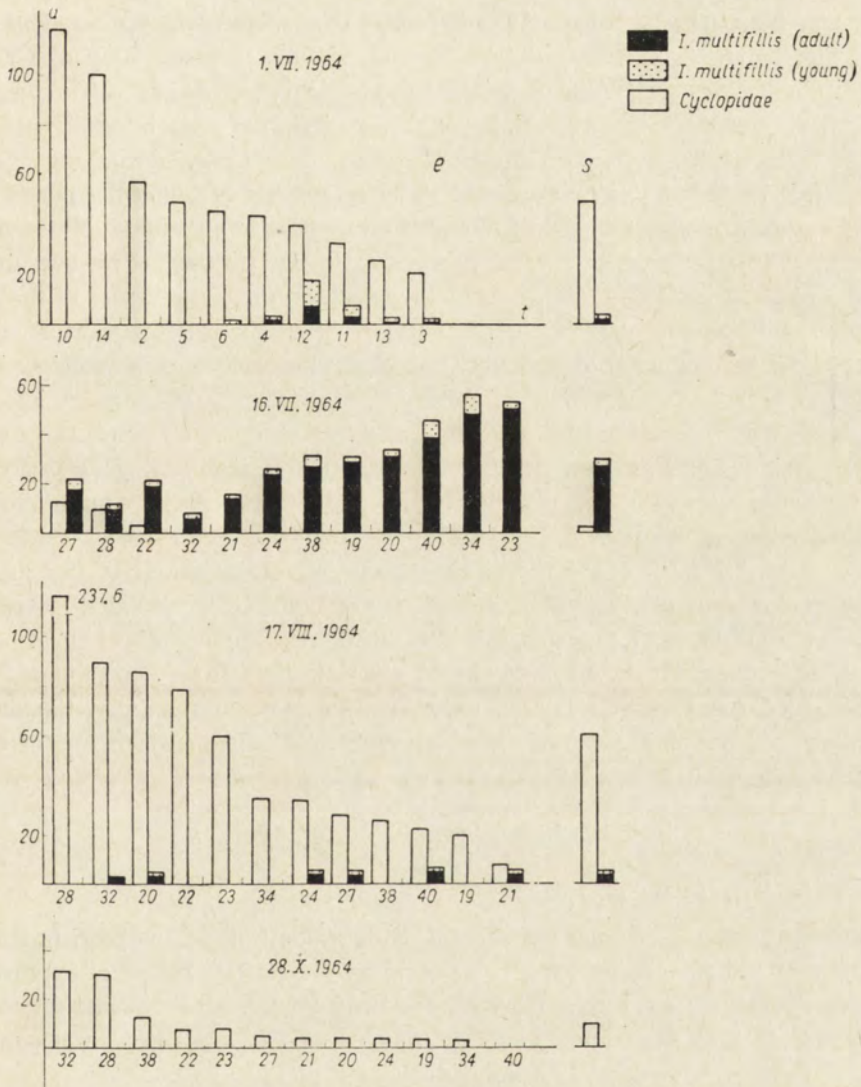 u
1. VII. 1964
I. multifillis (adult)
I. multifillis (young)
Cyclopidae
100
60
20
e
s
t
10 14 2 5 6 4 12 11 13 3
60
16. VII. 1964
20
27 28 22 32 21 24 38 19 20 40 34 23
237,6
17. VIII. 1964
100
60
20
28 32 20 22 23 34 24 27 38 40 19 21
28. X. 1964
20
32 28 38 22 23 27 21 20 24 19 34 40